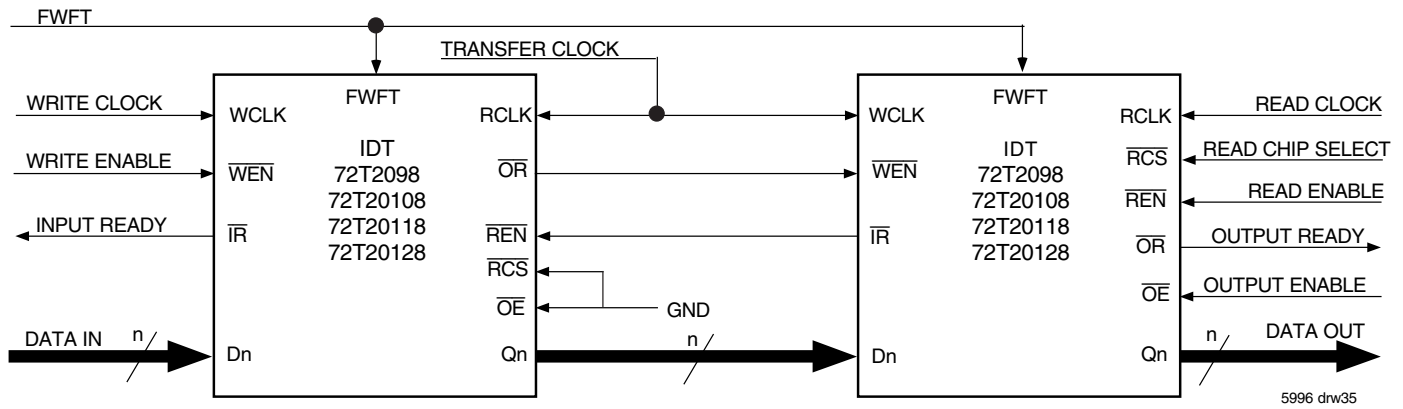 FWFT
TRANSFER CLOCK
FWFT
FWFT
WRITE CLOCK
WCLK
RCLK
WCLK
RCLK
READ CLOCK
IDT
72T2098
72T20108
72T20118
72T20128
IDT
72T2098
72T20108
72T20118
72T20128
WRITE ENABLE
WEN
OR
WEN
RCS
READ CHIP SELECT
REN
READ ENABLE
INPUT READY
IR
REN
IR
OR
OUTPUT READY
RCS
OE
GND
OE
OUTPUT ENABLE
DATA IN
n
Dn
Qn
n
Dn
Qn
n
DATA OUT
5996 drw35